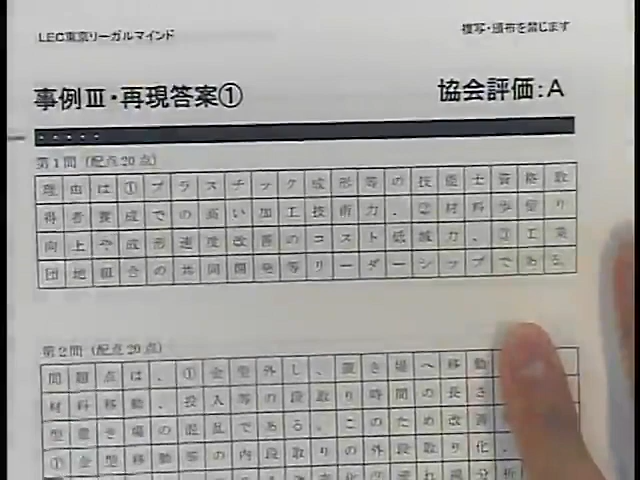 LEC東京リーガルマインド
複写・頒布を禁じます
事例Ⅲ・再現答案①
協会評価:A
第1問（配点20点）
理由は①プラスチック成形等の技能士資格取
得者養成での高い加工技術力、②材料歩留り
向上や成形速度改善のコスト低減力、③工業
団地組合の共同開発等リーダーシップである
第2問（配点20点）
問題点は、①金型外し、置き場へ移動
材料移動、投入等の段取り時間の長さ
型置き場の混乱である。このため改善
①金型移動等の内段取りの外段取り化、